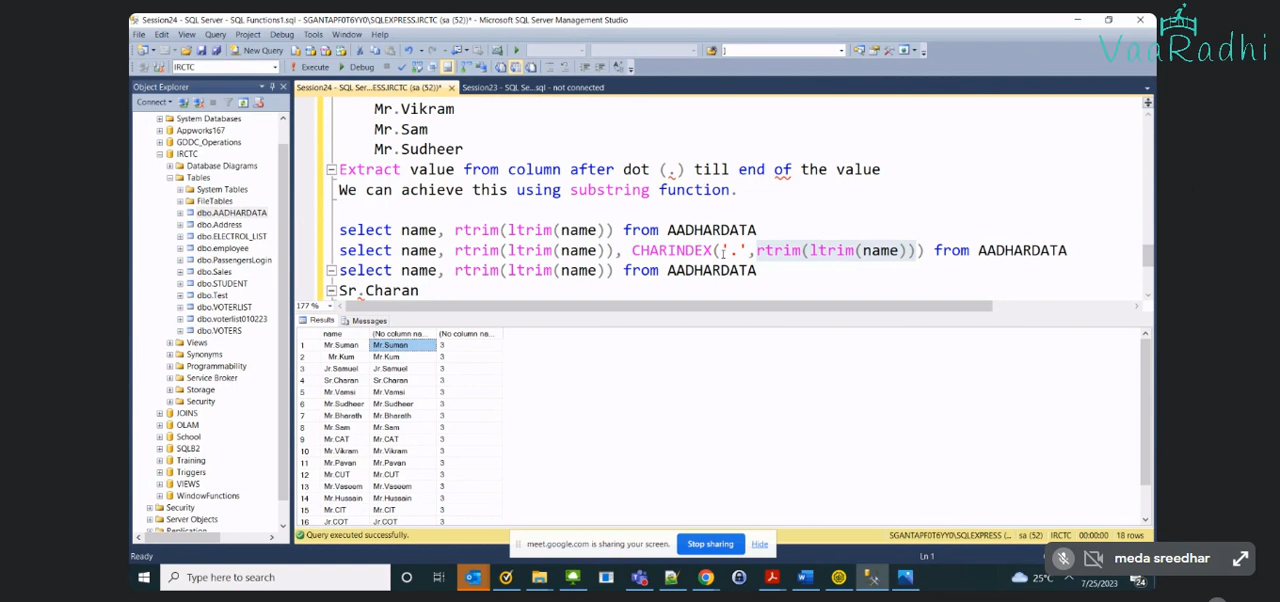 Session24 - SQL Server - SQL Functions1.sql - SGANTAPF0T6YY0\SQLEXPRESS.IRCTC (sa (52))* - Microsoft SQL Server Management Studio
VaaRadhi
File Edit View Query Project Debug Tools Window Help
New Query
IRCTC Execute Debug
Object Explorer
Session24 - SQL Ser...ESS.IRCTC (sa (52))* Session23 - SQL Se...sql - not connected
Connect
System Databases
Appworks167
GDDC_Operations
IRCTC
Database Diagrams
Tables
System Tables
FileTables
dbo.AADHARDATA
dbo.Address
dbo.ELECTROL_LIST
dbo.employee
dbo.PassengersLogin
dbo.Sales
dbo.STUDENT
dbo.Test
dbo.VOTERLIST
dbo.voterlist010223
dbo.VOTERS
Views
Synonyms
Programmability
Service Broker
Storage
Security
JOINS
OLAM
School
SQLB2
Training
Triggers
VIEWS
WindowFunctions
Security
Server Objects
Replication
Mr.Vikram
Mr.Sam
Mr.Sudheer
Extract value from column after dot (.) till end of the value
We can achieve this using substring function.
select name, rtrim(ltrim(name)) from AADHARDATA
select name, rtrim(ltrim(name)), CHARINDEX('.',rtrim(ltrim(name))) from AADHARDATA
select name, rtrim(ltrim(name)) from AADHARDATA
Sr.Charan
177 %
Results Messages
name (No column na... (No column na...
1 Mr.Suman Mr.Suman 3
2 Mr.Kum Mr.Kum 3
3 Jr.Samuel Jr.Samuel 3
4 Sr.Charan Sr.Charan 3
5 Mr.Vamsi Mr.Vamsi 3
6 Mr.Sudheer Mr.Sudheer 3
7 Mr.Bharath Mr.Bharath 3
8 Mr.Sam Mr.Sam 3
9 Mr.CAT Mr.CAT 3
10 Mr.Vikram Mr.Vikram 3
11 Mr.Pavan Mr.Pavan 3
12 Mr.CUT Mr.CUT 3
13 Mr.Vaseem Mr.Vaseem 3
14 Mr.Hussain Mr.Hussain 3
15 Mr.CIT Mr.CIT 3
16 Jr.COT Jr.COT 3
Query executed successfully. SGANTAPF0T6YY0\SQLEXPRESS (... sa (52) IRCTC 00:00:00 18 rows
meet.google.com is sharing your screen. Stop sharing Hide
Ready Ln 1
meda sreedhar
Type here to search
25°C
7/25/2023
24